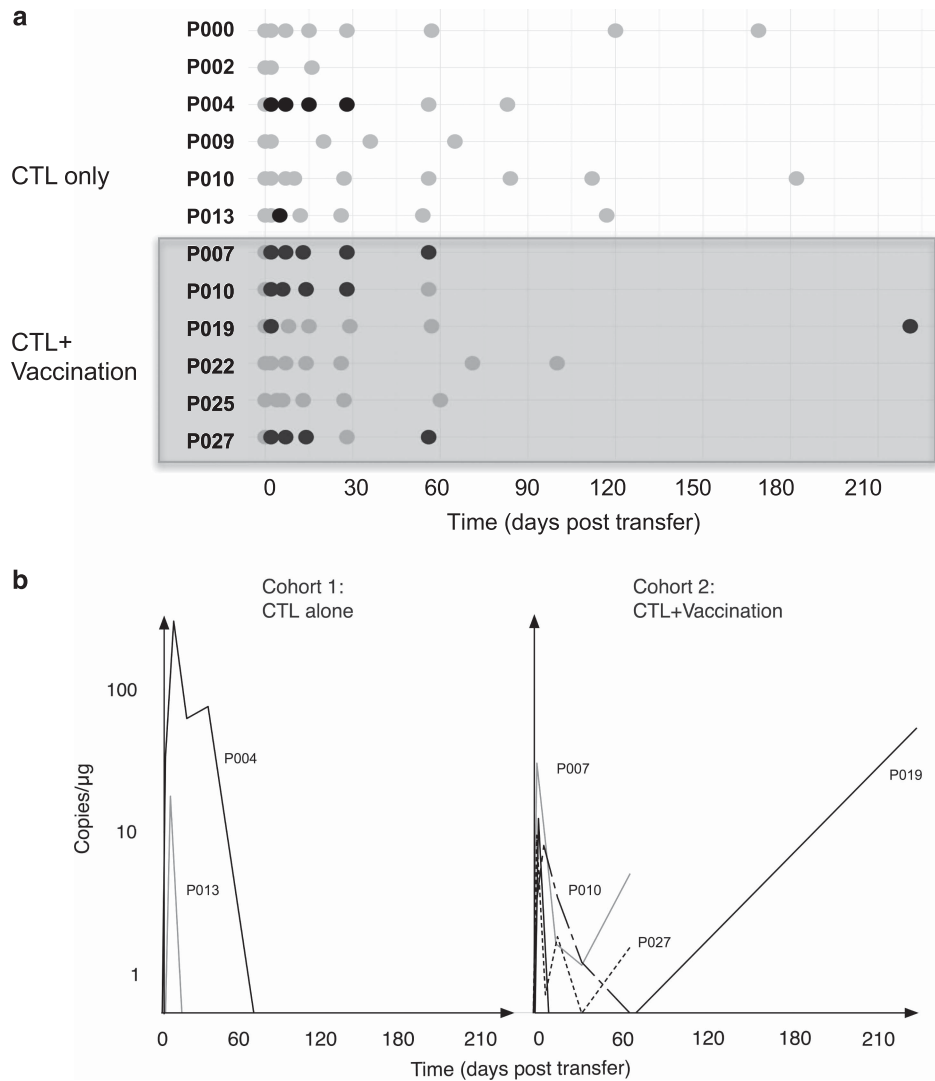 a
P000
P002
P004
P009
CTL only
P010
P013
P007
P010
P019
CTL+
Vaccination
P022
P025
P027
0 30 60 90 120 150 180 210
Time (days post transfer)
b
Cohort 1:
CTL alone
Cohort 2:
CTL+Vaccination
100
10
1
Copies/µg
P004
P013
P007
P019
P010
P027
0 60 120 180 210
0 60 120 180 210
Time (days post transfer)